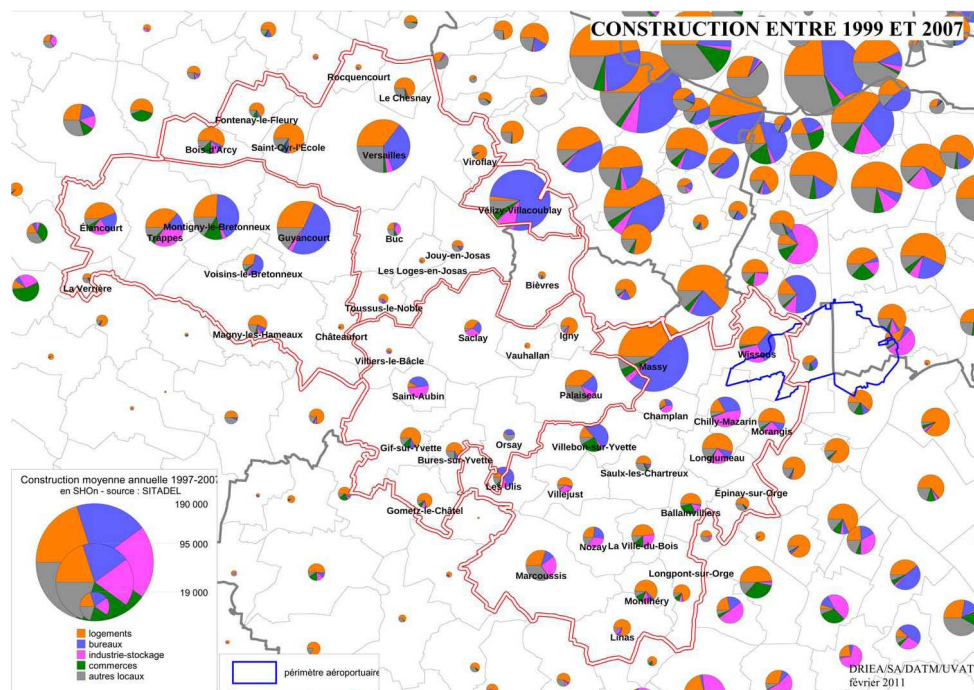 CONSTRUCTION ENTRE 1999 ET 2007
Rocquencourt
Le Chesnay
Fontenay-le-Fleury
Bois d'Arcy
Saint-Cyr-l'École
Versailles
Viroflay
Vélizy-Villacoublay
Élancourt
Trappes
Montigny-le-Bretonneux
Guyancourt
Buc
Jouy-en-Josas
Voisins-le-Bretonneux
Les Loges-en-Josas
Bièvres
La Verrière
Toussus-le-Noble
Magny-les-Hameaux
Châteaufort
Saclay
Igny
Wissous
Villiers-le-Bâcle
Vauhallan
Massy
Saint-Aubin
Palaiseau
Champlan
Chilly-Mazarin
Morangis
Gif-sur-Yvette
Orsay
Villebon-sur-Yvette
Bures-sur-Yvette
Longjumeau
Saulx-les-Chartreux
Les Ulis
Villejust
Épinay-sur-Orge
Gometz-le-Châtel
Ballainvilliers
Nozay
La Ville-du-Bois
Marcoussis
Longpont-sur-Orge
Montlhéry
Linas
Construction moyenne annuelle 1997-2007
en SHOn - source : SITADEL
190 000
95 000
19 000
logements
bureaux
industrie-stockage
commerces
autres locaux
périmètre aéroportuaire
DRIEA/SA/DATM/UVAT
février 2011